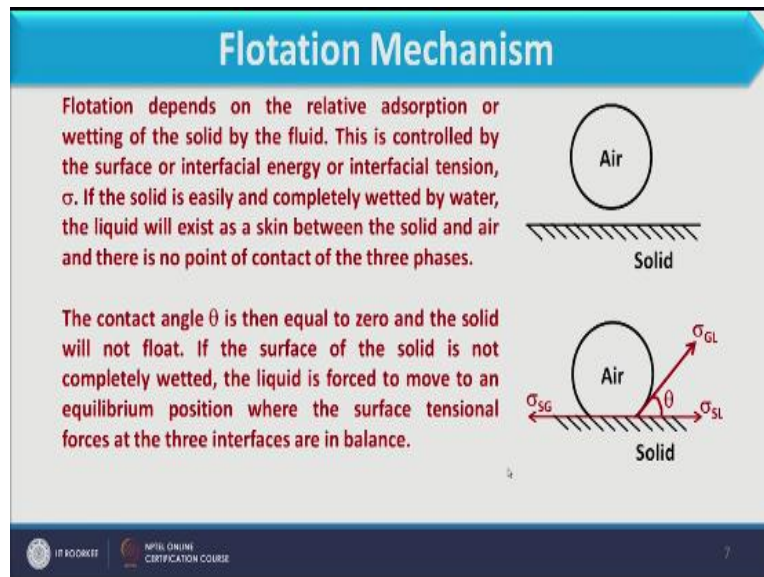 Flotation Mechanism
Flotation depends on the relative adsorption or
wetting of the solid by the fluid. This is controlled by
the surface or interfacial energy or interfacial tension,
σ. If the solid is easily and completely wetted by water,
the liquid will exist as a skin between the solid and air
and there is no point of contact of the three phases.
Air
Solid
The contact angle θ is then equal to zero and the solid
will not float. If the surface of the solid is not
completely wetted, the liquid is forced to move to an
equilibrium position where the surface tensional
forces at the three interfaces are in balance.
σGL
Air
σSG
θ
σSL
Solid
IT ROORKEE
NPTEL ONLINE
CERTIFICATION COURSE
7